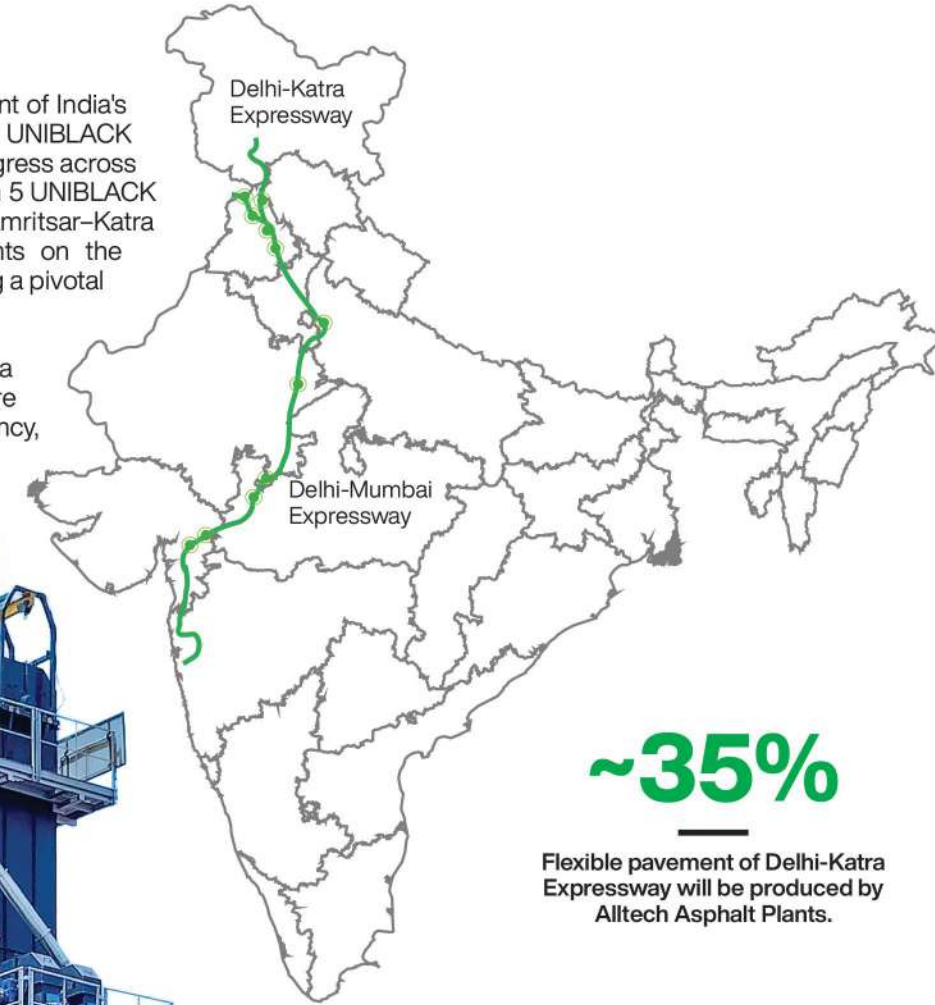 nt of India's
UNIBLACK
gress across
5 UNIBLACK
mritsar–Katra
nts on the
g a pivotal
a
re
ncy,
Delhi-Katra
Expressway
Delhi-Mumbai
Expressway
~35%
Flexible pavement of Delhi-Katra
Expressway will be produced by
Alltech Asphalt Plants.